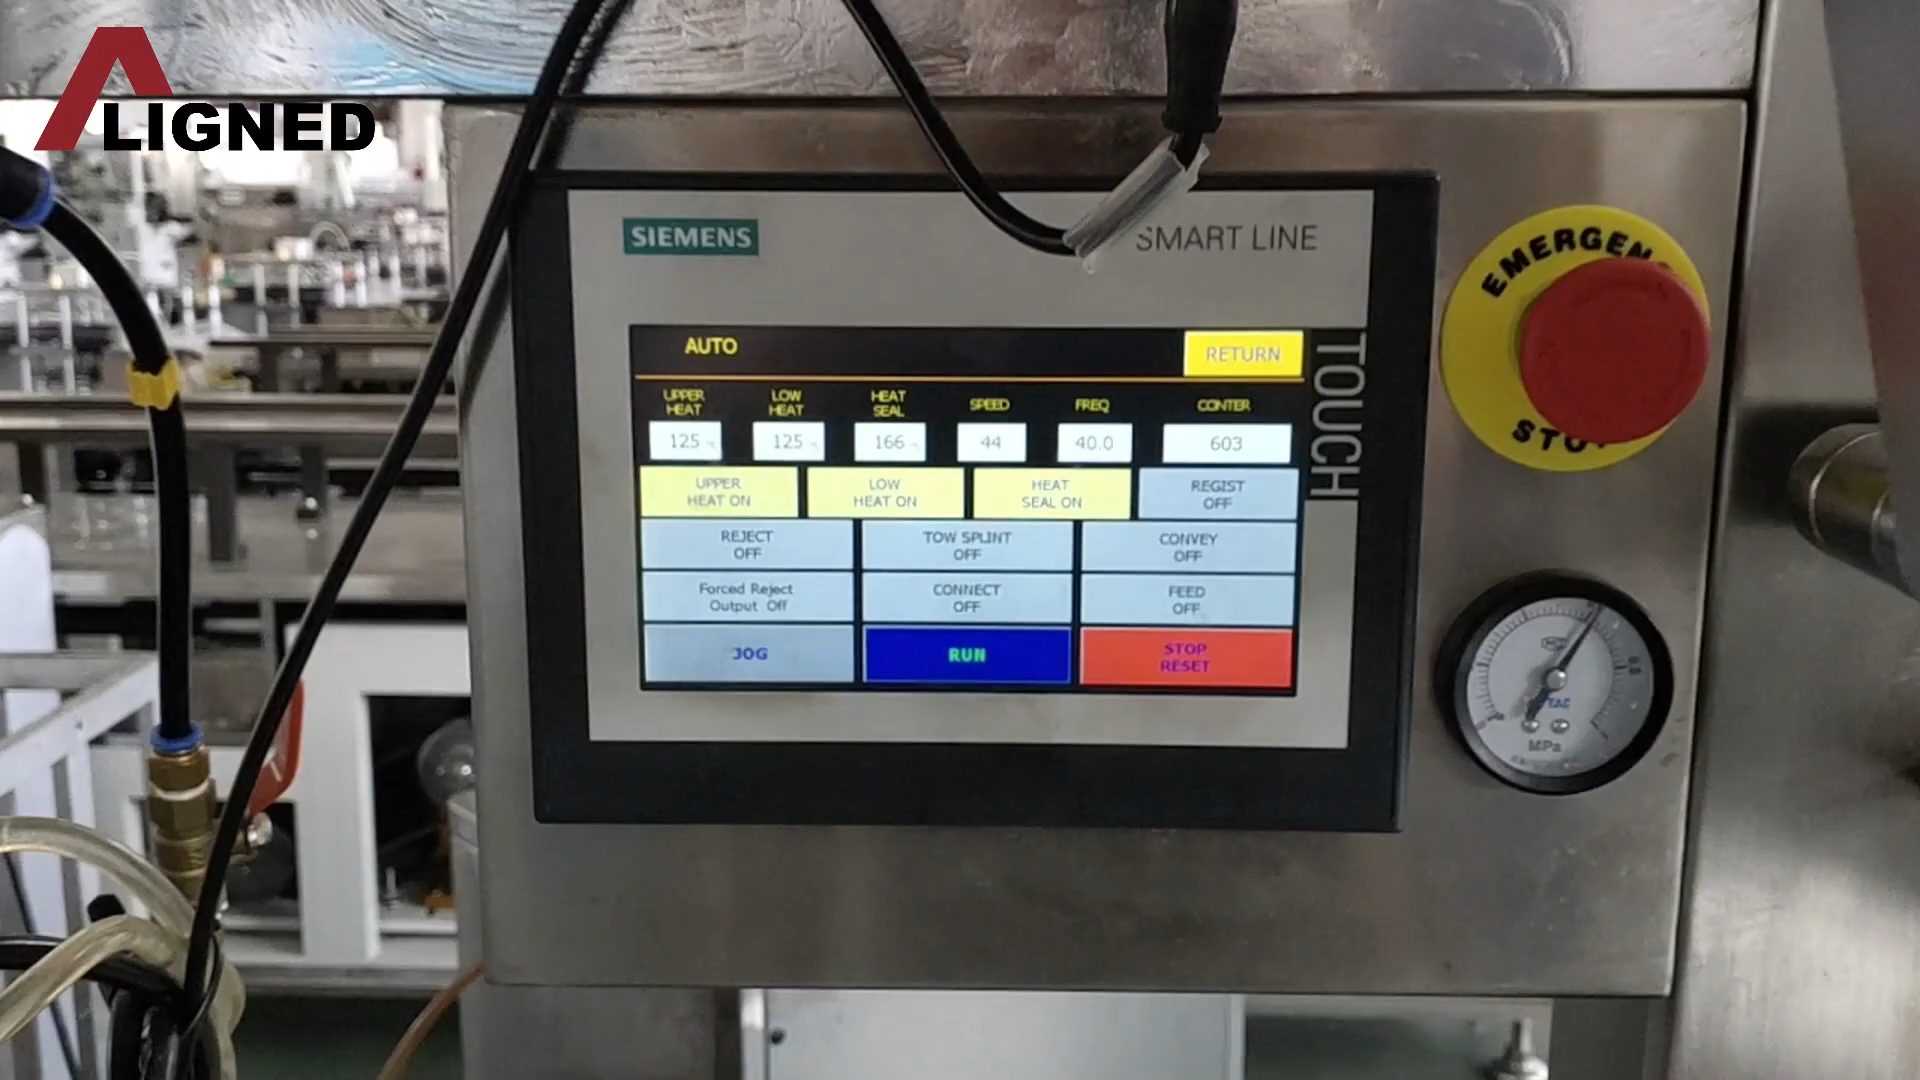 ALIGNED
SIEMENS
SMART LINE
TOUCH
AUTO
RETURN
UPPER HEAT
LOW HEAT
HEAT SEAL
SPEED
FREQ
CONTER
125
125
166
44
40.0
603
UPPER
HEAT ON
LOW
HEAT ON
HEAT
SEAL ON
REGIST
OFF
REJECT
OFF
TOW SPLINT
OFF
CONVEY
OFF
Forced Reject
Output Off
CONNECT
OFF
FEED
OFF
JOG
RUN
STOP
RESET
EMERGENC
STO
TAC
MPa